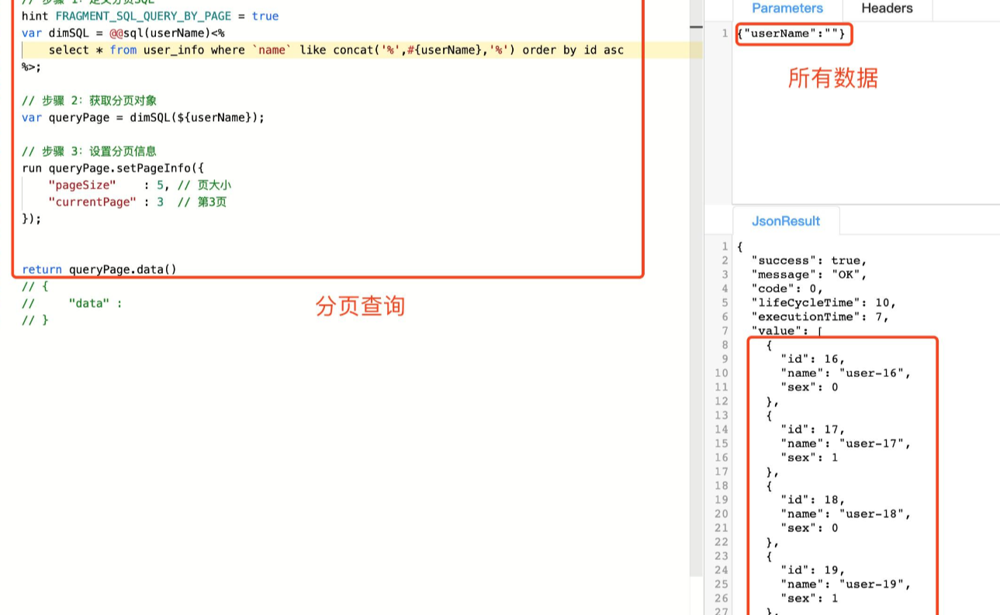 // 步骤 1：定义分页SQL
hint FRAGMENT_SQL_QUERY_BY_PAGE = true
var dimSQL = @@sql(userName)<%
    select * from user_info where `name` like concat('%',#{userName},'%') order by id asc
%>;
// 步骤 2：获取分页对象
var queryPage = dimSQL(${userName});
// 步骤 3：设置分页信息
run queryPage.setPageInfo({
    "pageSize"    : 5, // 页大小
    "currentPage" : 3  // 第3页
});
return queryPage.data()
// {
//     "data" :
// }
分页查询
Parameters
Headers
1 {"userName":""}
所有数据
JsonResult
1 {
2   "success": true,
3   "message": "OK",
4   "code": 0,
5   "lifeCycleTime": 10,
6   "executionTime": 7,
7   "value": [
8     {
9       "id": 16,
10       "name": "user-16",
11       "sex": 0
12     },
13     {
14       "id": 17,
15       "name": "user-17",
16       "sex": 1
17     },
18     {
19       "id": 18,
20       "name": "user-18",
21       "sex": 0
22     },
23     {
24       "id": 19,
25       "name": "user-19",
26       "sex": 1
27     },